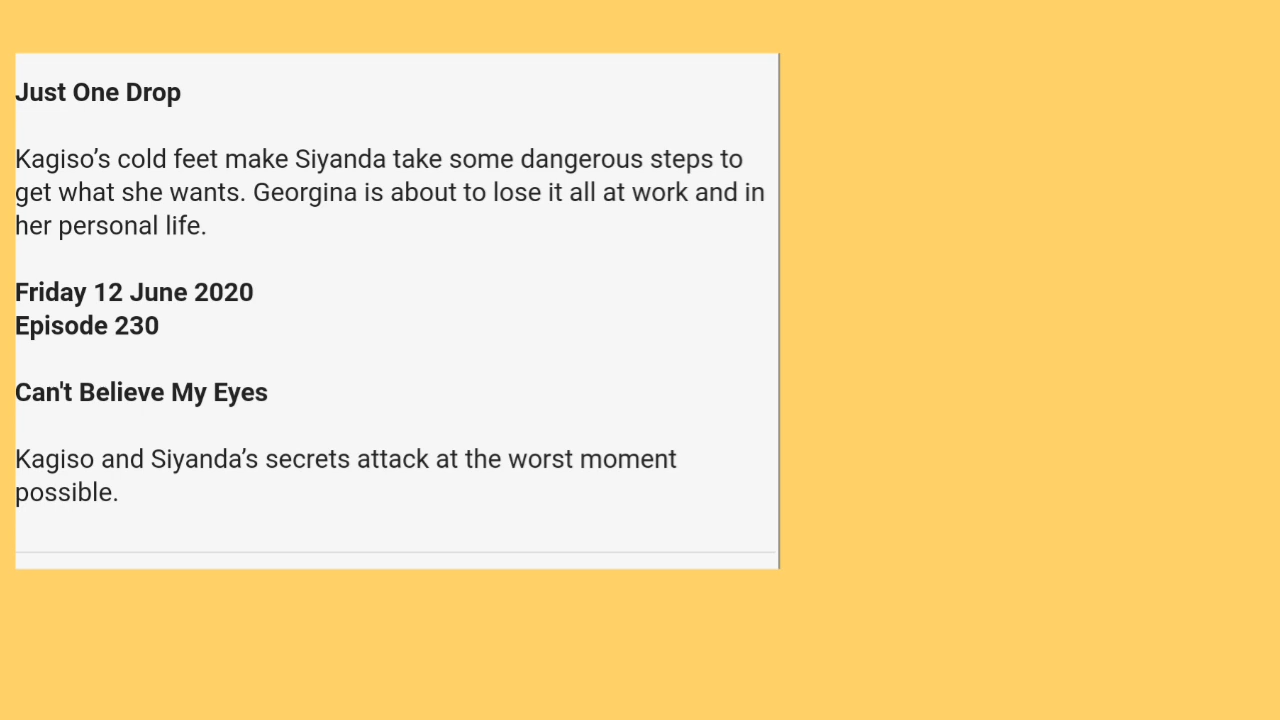 Just One Drop
Kagiso’s cold feet make Siyanda take some dangerous steps to
get what she wants. Georgina is about to lose it all at work and in
her personal life.
Friday 12 June 2020
Episode 230
Can't Believe My Eyes
Kagiso and Siyanda’s secrets attack at the worst moment
possible.